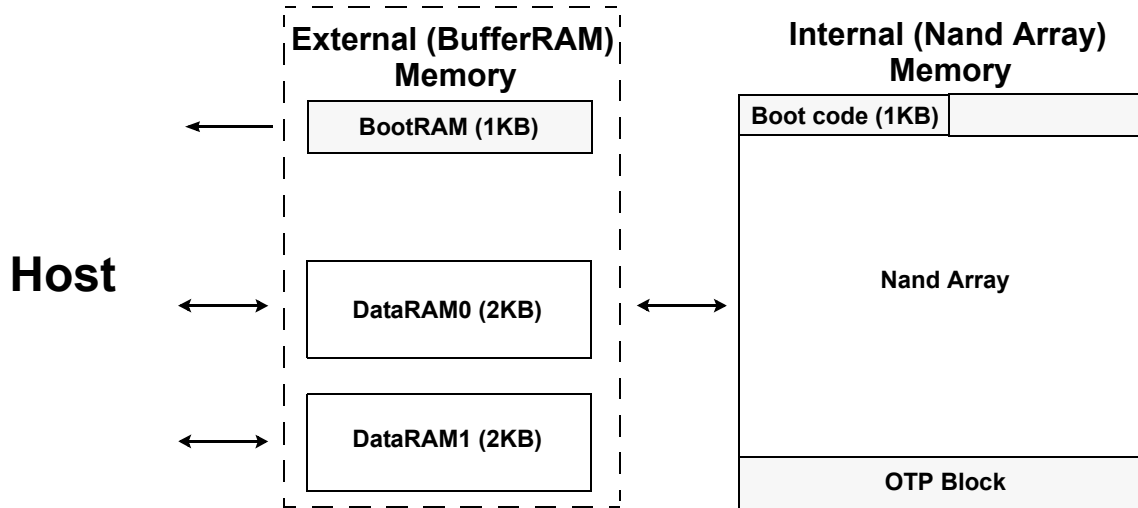 External (BufferRAM)
Memory
Internal (Nand Array)
Memory
BootRAM (1KB)
Boot code (1KB)
Host
Nand Array
DataRAM0 (2KB)
DataRAM1 (2KB)
OTP Block